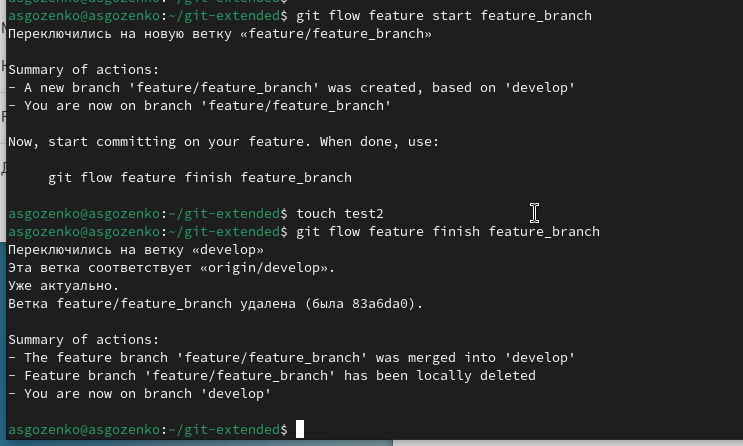 asgozenko@asgozenko:~/git-extended$ git flow feature start feature_branch
Переключились на новую ветку «feature/feature_branch»
Summary of actions:
- A new branch 'feature/feature_branch' was created, based on 'develop'
- You are now on branch 'feature/feature_branch'
Now, start committing on your feature. When done, use:
git flow feature finish feature_branch
asgozenko@asgozenko:~/git-extended$ touch test2
asgozenko@asgozenko:~/git-extended$ git flow feature finish feature_branch
Переключились на ветку «develop»
Эта ветка соответствует «origin/develop».
Уже актуально.
Ветка feature/feature_branch удалена (была 83a6da0).
Summary of actions:
- The feature branch 'feature/feature_branch' was merged into 'develop'
- Feature branch 'feature/feature_branch' has been locally deleted
- You are now on branch 'develop'
asgozenko@asgozenko:~/git-extended$